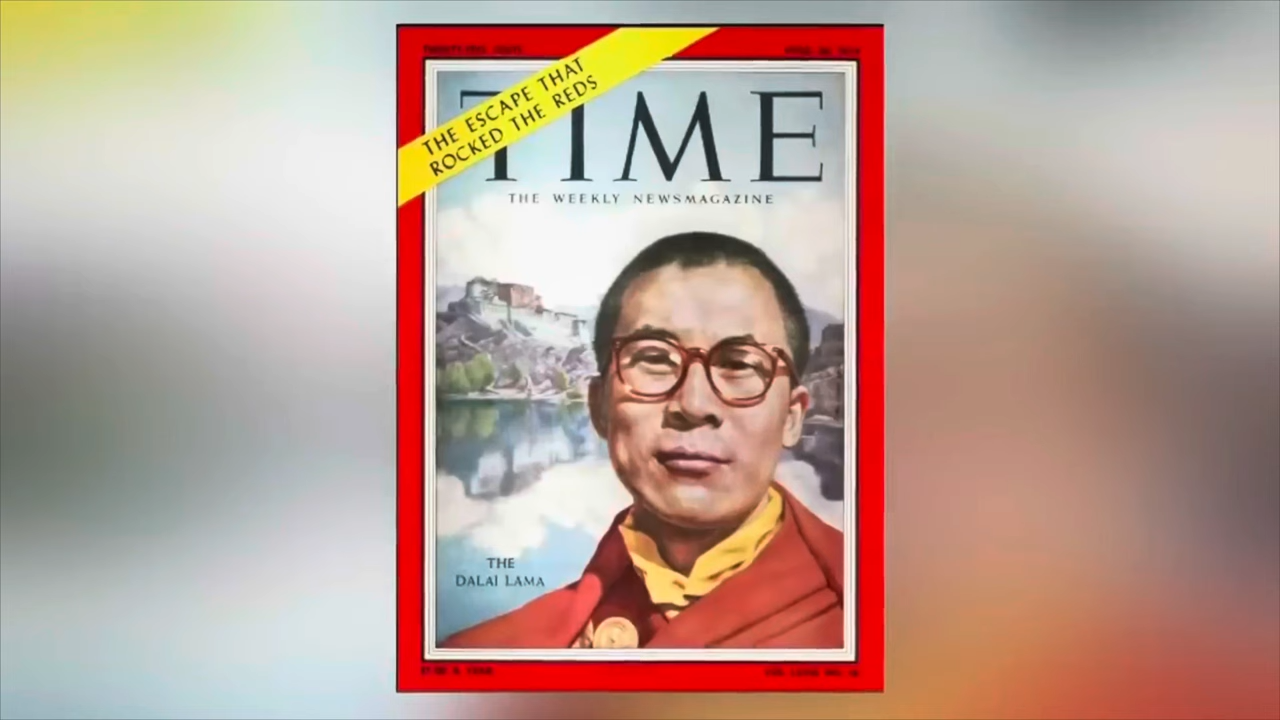 THE ESCAPE THAT
ROCKED THE REDS
TIME
THE WEEKLY NEWSMAGAZINE
THE
DALAI LAMA